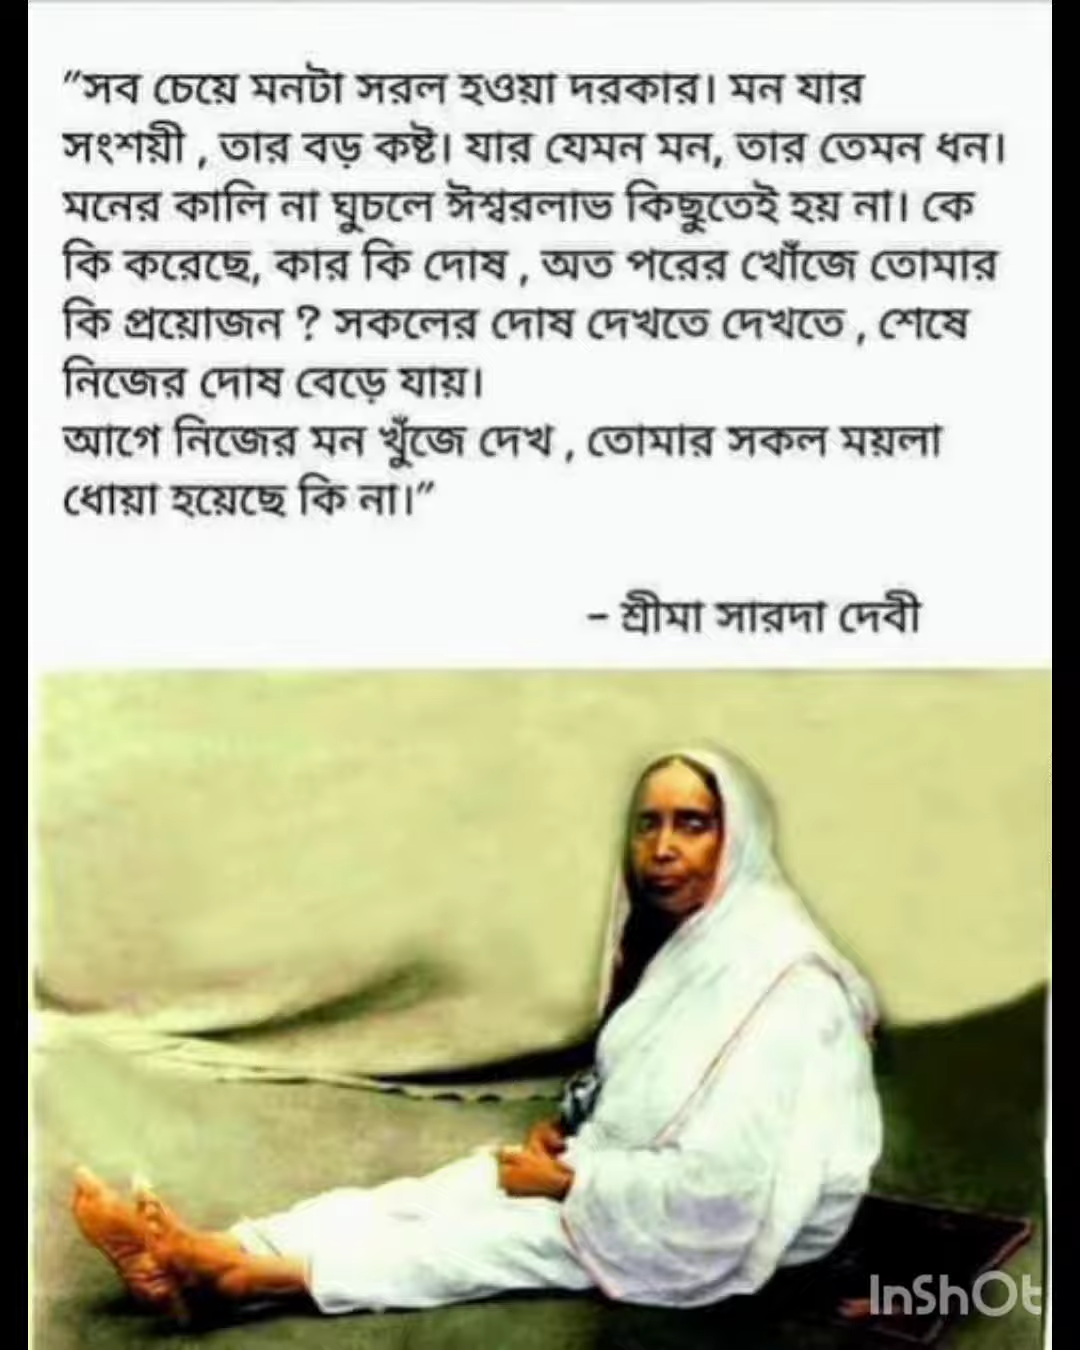 "সব চেয়ে মনটা সরল হওয়া দরকার। মন যার
সংশয়ী , তার বড় কষ্ট। যার যেমন মন, তার তেমন ধন।
মনের কালি না ঘুচলে ঈশ্বরলাভ কিছুতেই হয় না। কে
কি করেছে, কার কি দোষ , অত পরের খোঁজে তোমার
কি প্রয়োজন ? সকলের দোষ দেখতে দেখতে , শেষে
নিজের দোষ বেড়ে যায়।
আগে নিজের মন খুঁজে দেখ , তোমার সকল ময়লা
ধোয়া হয়েছে কি না।"
– শ্রীমা সারদা দেবী
InShOt